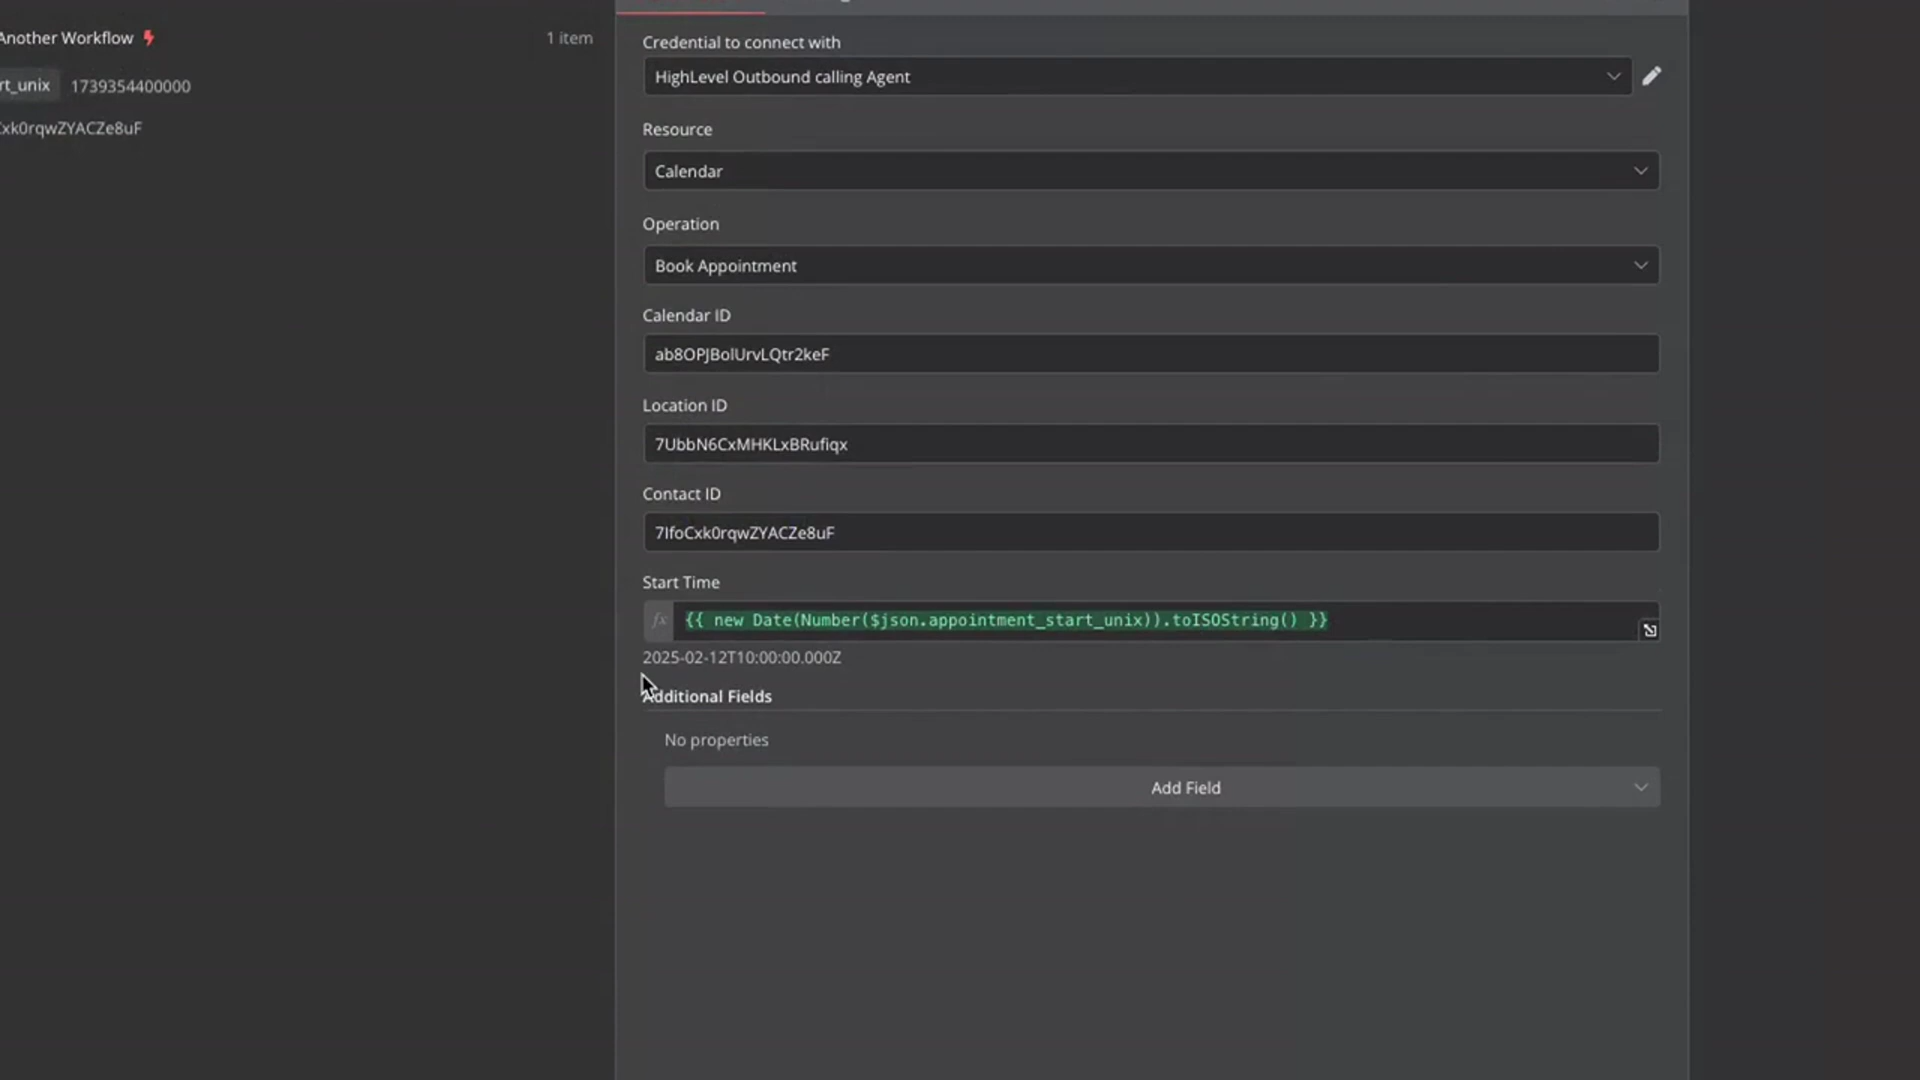 Another Workflow
1 item
rt_unix 1739354400000
Cxk0rqwZYACZe8uF
Credential to connect with
HighLevel Outbound calling Agent
Resource
Calendar
Operation
Book Appointment
Calendar ID
ab8OPJBolUrvLQtr2keF
Location ID
7UbbN6CxMHKLxBRufiqx
Contact ID
7IfoCxk0rqwZYACZe8uF
Start Time
fx {{ new Date(Number($json.appointment_start_unix)).toISOString() }}
2025-02-12T10:00:00.000Z
Additional Fields
No properties
Add Field